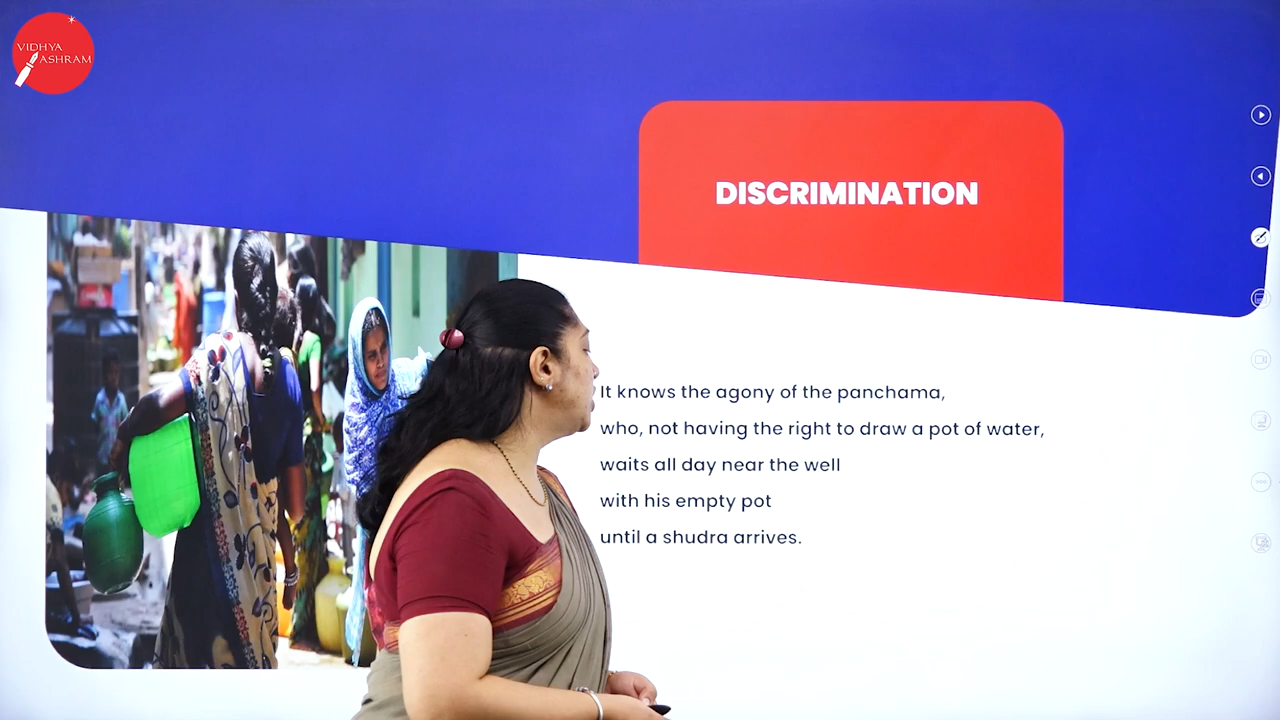 VIDHYA
ASHRAM
DISCRIMINATION
It knows the agony of the panchama,
who, not having the right to draw a pot of water,
waits all day near the well
with his empty pot
until a shudra arrives.